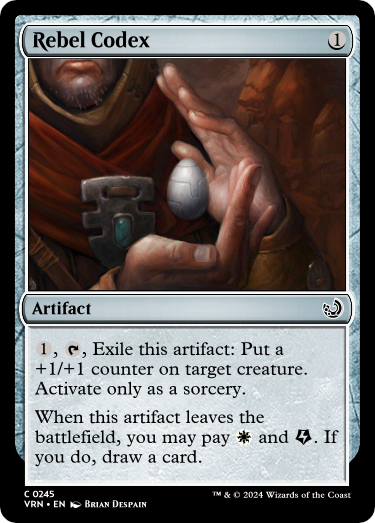 Rebel Codex 1
Artifact
1, , Exile this artifact: Put a
+1/+1 counter on target creature.
Activate only as a sorcery.
When this artifact leaves the
battlefield, you may pay and . If
you do, draw a card.
C 0245
VRN • EN Brian Despain
™ & © 2024 Wizards of the Coast